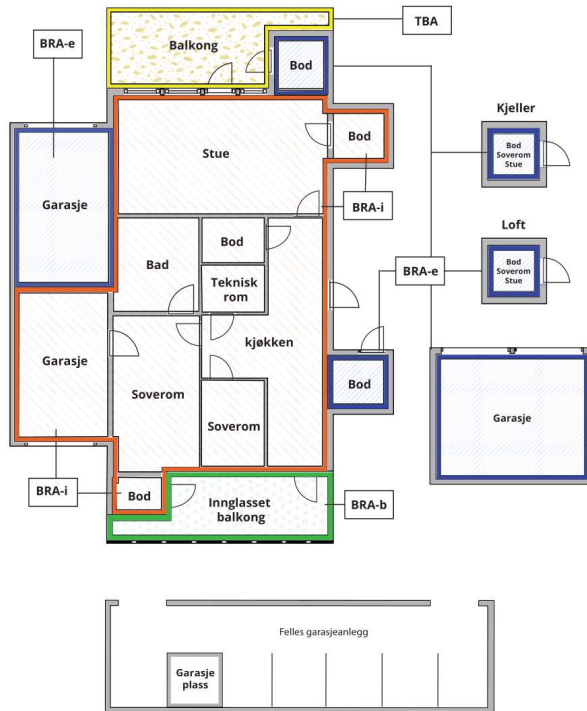 TBA
BRA-e
Balkong
Bod
Kjeller
Bod
Stue
Bod
Soverom
Stue
Garasje
BRA-i
Loft
Bod
Bad
Teknisk
rom
BRA-e
Bod
Soverom
Stue
Garasje
kjøkken
Soverom
Soverom
Bod
Garasje
BRA-i
Bod
Innglasset
balkong
BRA-b
Felles garasjeanlegg
Garasje
plass